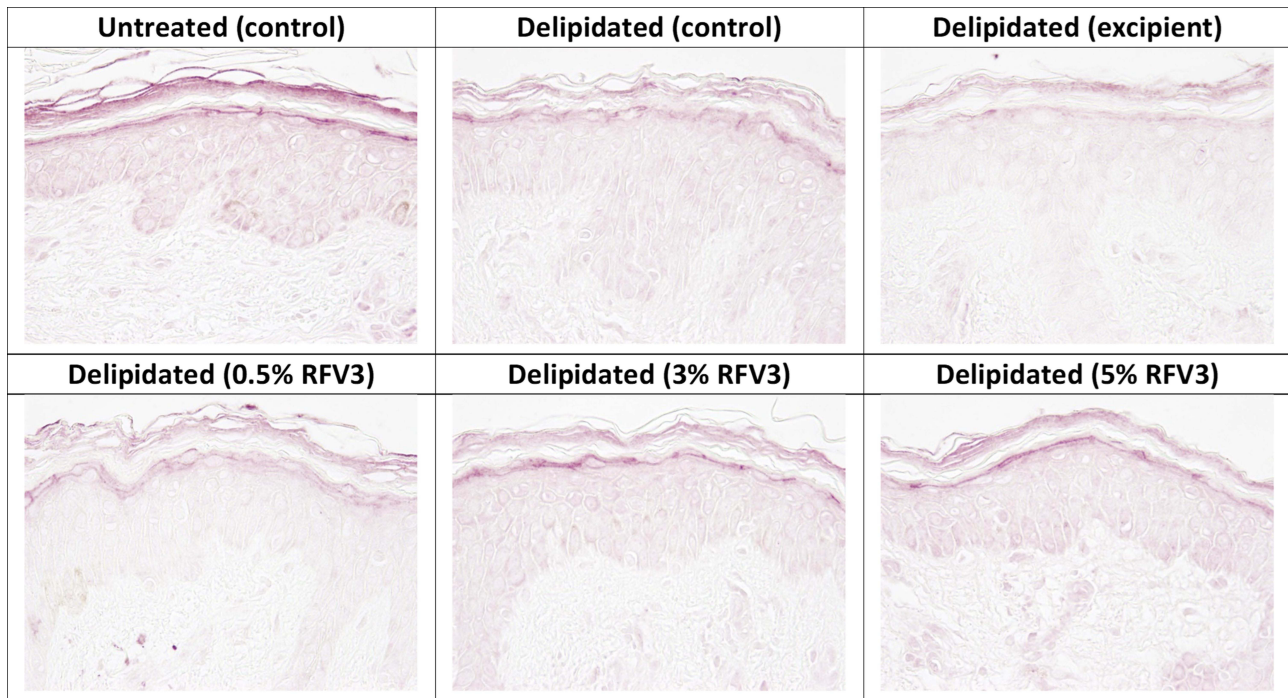 Untreated (control)
Delipidated (control)
Delipidated (excipient)
Delipidated (0.5% RFV3)
Delipidated (3% RFV3)
Delipidated (5% RFV3)